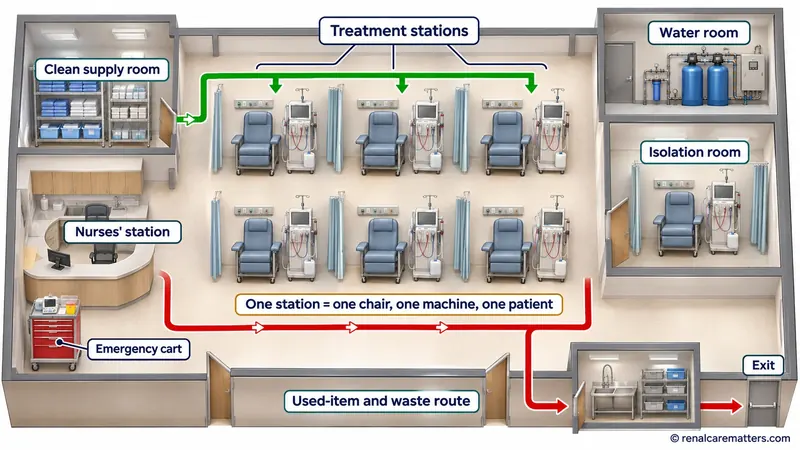 Treatment stations
Water room
Clean supply room
Isolation room
Nurses' station
One station = one chair, one machine, one patient
Emergency cart
Exit
Used-item and waste route
© renalcarematters.com